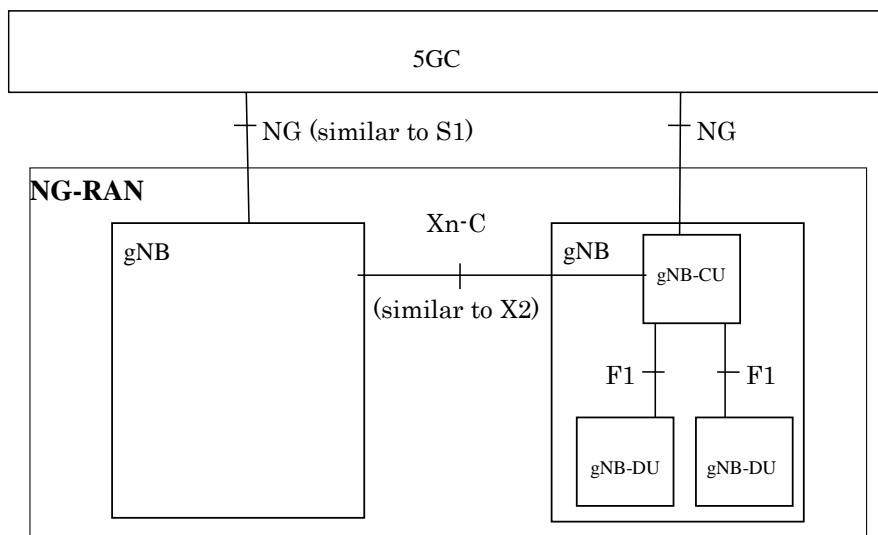 5GC
NG (similar to S1)
NG
NG-RAN
Xn-C
gNB
gNB
gNB-CU
(similar to X2)
F1
F1
gNB-DU
gNB-DU